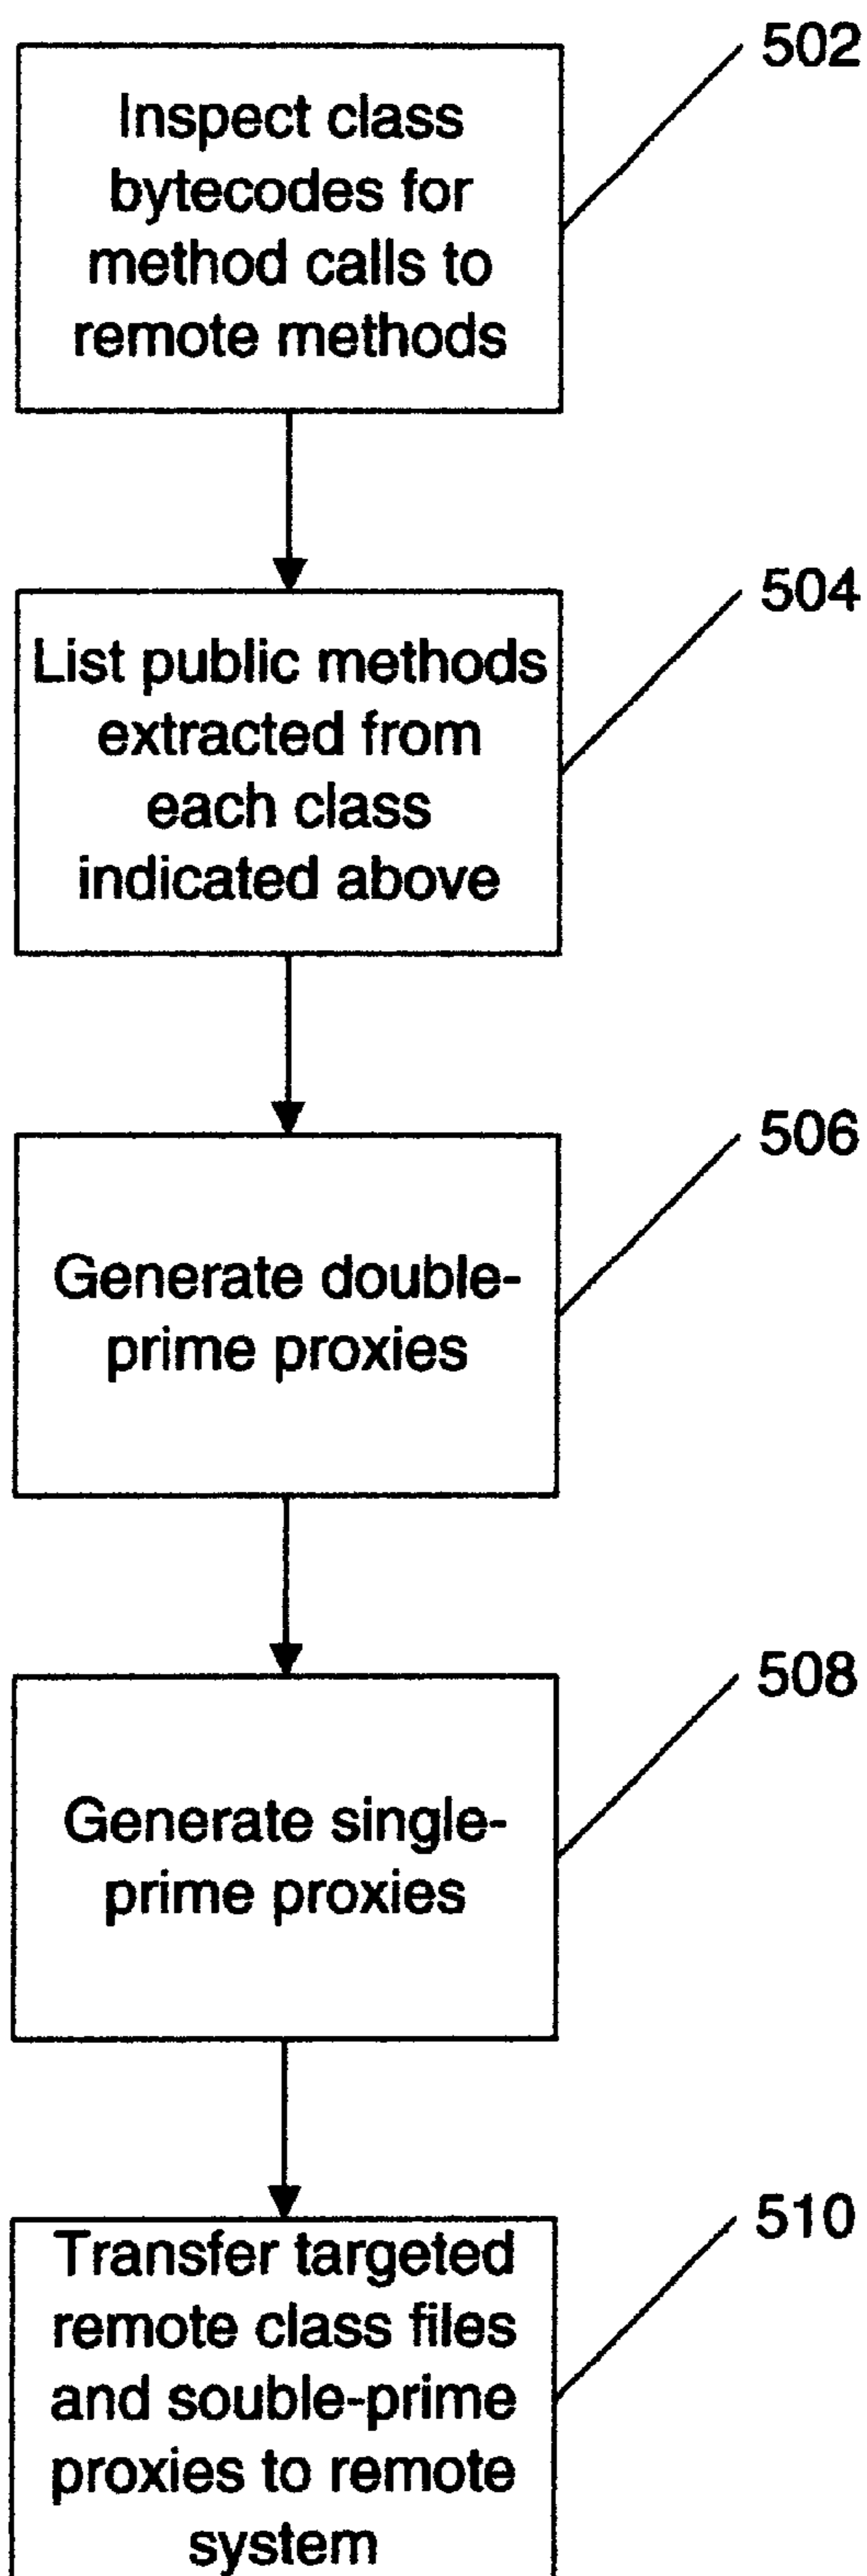 502
Inspect class
bytecodes for
method calls to
remote methods
504
List public methods
extracted from
each class
indicated above
506
Generate double-
prime proxies
508
Generate single-
prime proxies
510
Transfer targeted
remote class files
and souble-prime
proxies to remote
system